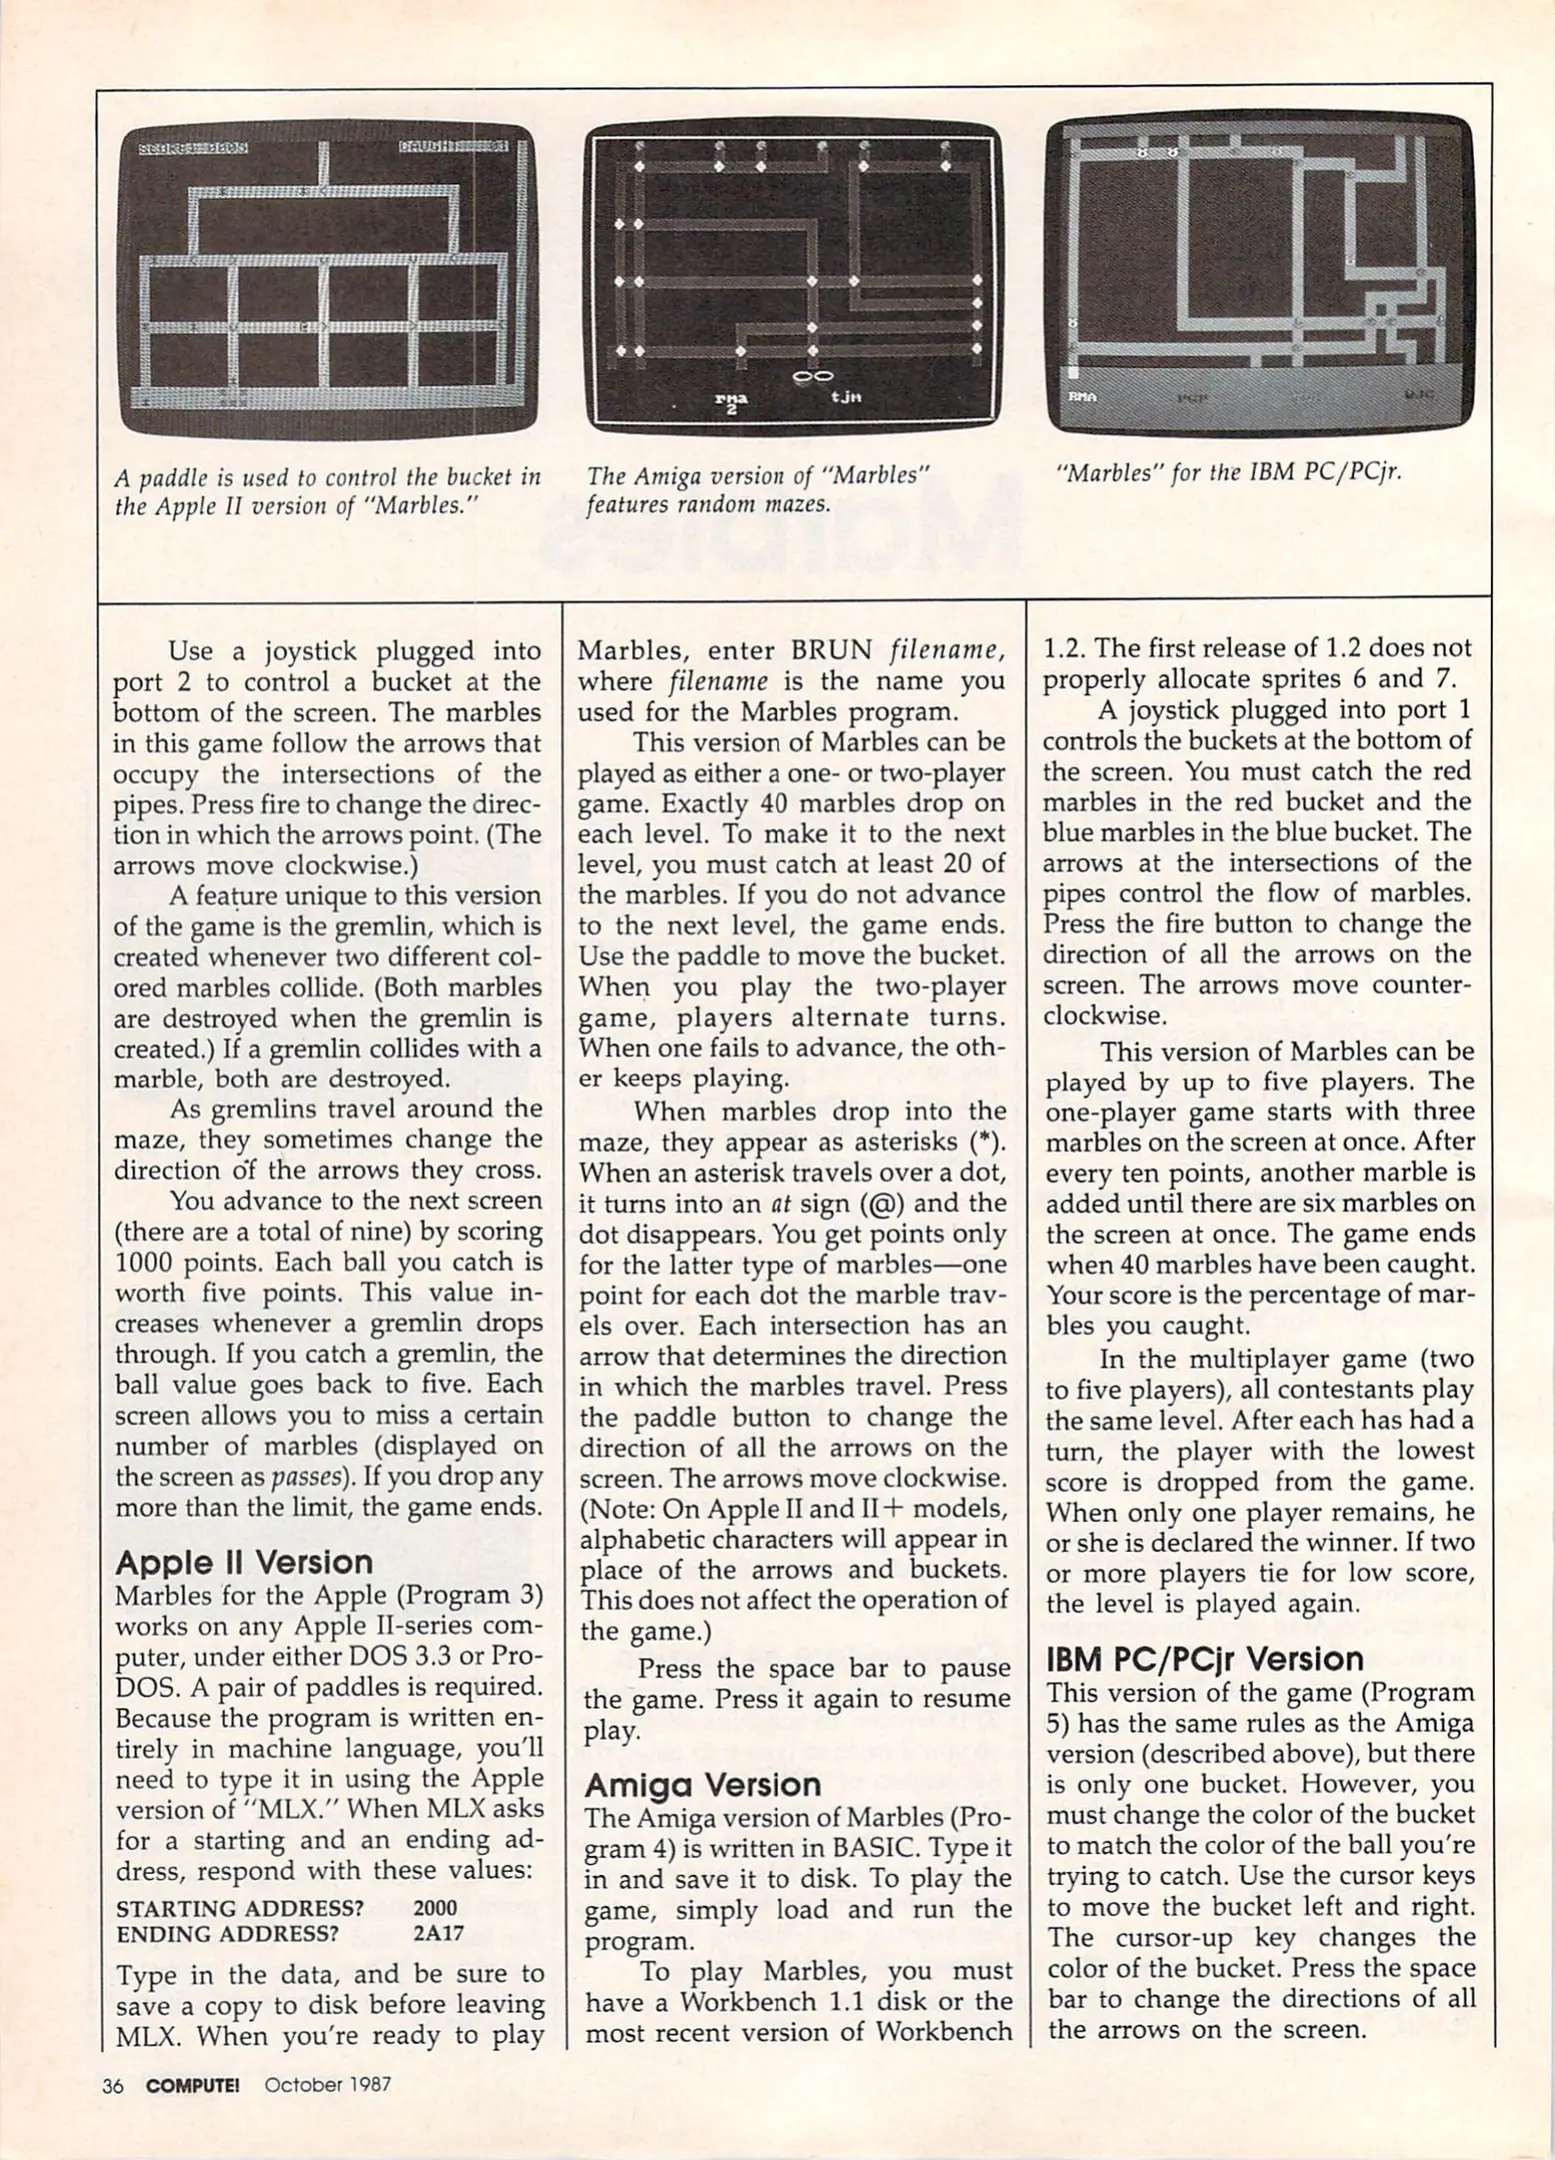 SCORE: 0005 CAUGHT 01
rma tjm
2
RMA
A paddle is used to control the bucket in
the Apple II version of "Marbles."
The Amiga version of "Marbles"
features random mazes.
"Marbles" for the IBM PC/PCjr.
Use a joystick plugged into
port 2 to control a bucket at the
bottom of the screen. The marbles
in this game follow the arrows that
occupy the intersections of the
pipes. Press fire to change the direc-
tion in which the arrows point. (The
arrows move clockwise.)
A feature unique to this version
of the game is the gremlin, which is
created whenever two different col-
ored marbles collide. (Both marbles
are destroyed when the gremlin is
created.) If a gremlin collides with a
marble, both are destroyed.
As gremlins travel around the
maze, they sometimes change the
direction of the arrows they cross.
You advance to the next screen
(there are a total of nine) by scoring
1000 points. Each ball you catch is
worth five points. This value in-
creases whenever a gremlin drops
through. If you catch a gremlin, the
ball value goes back to five. Each
screen allows you to miss a certain
number of marbles (displayed on
the screen as passes). If you drop any
more than the limit, the game ends.
Apple II Version
Marbles for the Apple (Program 3)
works on any Apple II-series com-
puter, under either DOS 3.3 or Pro-
DOS. A pair of paddles is required.
Because the program is written en-
tirely in machine language, you'll
need to type it in using the Apple
version of "MLX." When MLX asks
for a starting and an ending ad-
dress, respond with these values:
STARTING ADDRESS? 2000
ENDING ADDRESS? 2A17
Type in the data, and be sure to
save a copy to disk before leaving
MLX. When you're ready to play
Marbles, enter BRUN filename,
where filename is the name you
used for the Marbles program.
This version of Marbles can be
played as either a one- or two-player
game. Exactly 40 marbles drop on
each level. To make it to the next
level, you must catch at least 20 of
the marbles. If you do not advance
to the next level, the game ends.
Use the paddle to move the bucket.
When you play the two-player
game, players alternate turns.
When one fails to advance, the oth-
er keeps playing.
When marbles drop into the
maze, they appear as asterisks (*).
When an asterisk travels over a dot,
it turns into an at sign (@) and the
dot disappears. You get points only
for the latter type of marbles—one
point for each dot the marble trav-
els over. Each intersection has an
arrow that determines the direction
in which the marbles travel. Press
the paddle button to change the
direction of all the arrows on the
screen. The arrows move clockwise.
(Note: On Apple II and II+ models,
alphabetic characters will appear in
place of the arrows and buckets.
This does not affect the operation of
the game.)
Press the space bar to pause
the game. Press it again to resume
play.
Amiga Version
The Amiga version of Marbles (Pro-
gram 4) is written in BASIC. Type it
in and save it to disk. To play the
game, simply load and run the
program.
To play Marbles, you must
have a Workbench 1.1 disk or the
most recent version of Workbench
1.2. The first release of 1.2 does not
properly allocate sprites 6 and 7.
A joystick plugged into port 1
controls the buckets at the bottom of
the screen. You must catch the red
marbles in the red bucket and the
blue marbles in the blue bucket. The
arrows at the intersections of the
pipes control the flow of marbles.
Press the fire button to change the
direction of all the arrows on the
screen. The arrows move counter-
clockwise.
This version of Marbles can be
played by up to five players. The
one-player game starts with three
marbles on the screen at once. After
every ten points, another marble is
added until there are six marbles on
the screen at once. The game ends
when 40 marbles have been caught.
Your score is the percentage of mar-
bles you caught.
In the multiplayer game (two
to five players), all contestants play
the same level. After each has had a
turn, the player with the lowest
score is dropped from the game.
When only one player remains, he
or she is declared the winner. If two
or more players tie for low score,
the level is played again.
IBM PC/PCjr Version
This version of the game (Program
5) has the same rules as the Amiga
version (described above), but there
is only one bucket. However, you
must change the color of the bucket
to match the color of the ball you're
trying to catch. Use the cursor keys
to move the bucket left and right.
The cursor-up key changes the
color of the bucket. Press the space
bar to change the directions of all
the arrows on the screen.
36 COMPUTE! October 1987